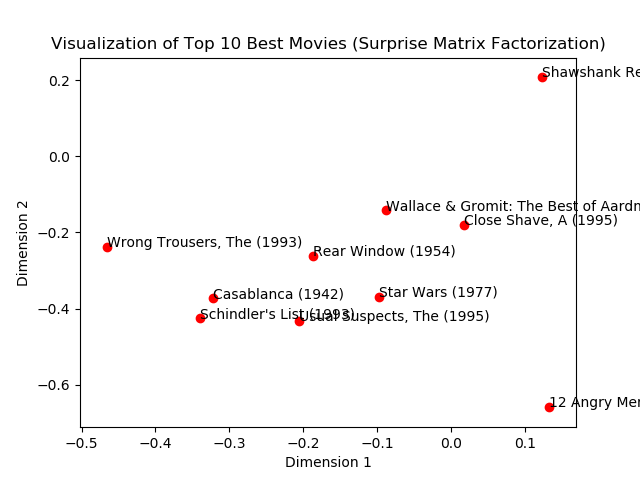 Visualization of Top 10 Best Movies (Surprise Matrix Factorization)
Shawshank Re
Wallace & Gromit: The Best of Aardm
Close Shave, A (1995)
Wrong Trousers, The (1993)
Rear Window (1954)
Casablanca (1942)
Star Wars (1977)
Schindler's List (1993)
Usual Suspects, The (1995)
12 Angry Men
0.2
0.0
−0.2
−0.4
−0.6
Dimension 2
−0.5 −0.4 −0.3 −0.2 −0.1 0.0 0.1
Dimension 1